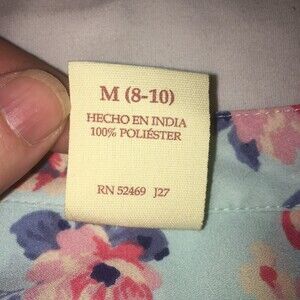 M (8-10)
HECHO EN INDIA
100% POLIÉSTER
RN 52469 J27